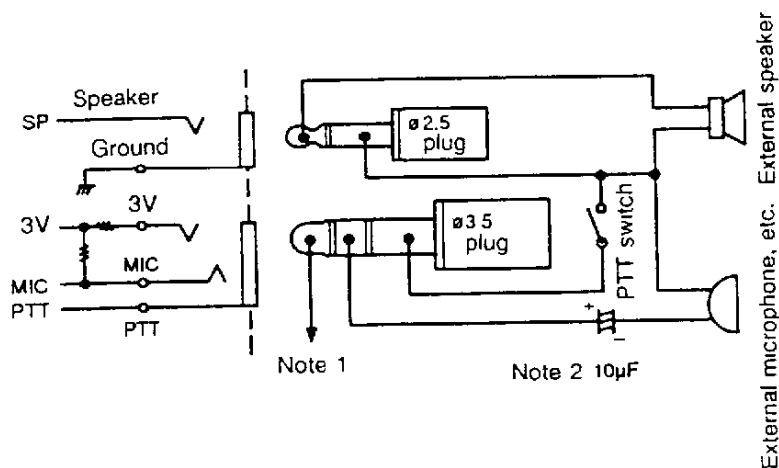 Speaker
SP
Ground
ø2.5
plug
3V
3V
MIC
MIC
PTT
PTT
ø3 5
plug
PTT switch
+
−
Note 1
Note 2 10µF
External microphone, etc. External speaker